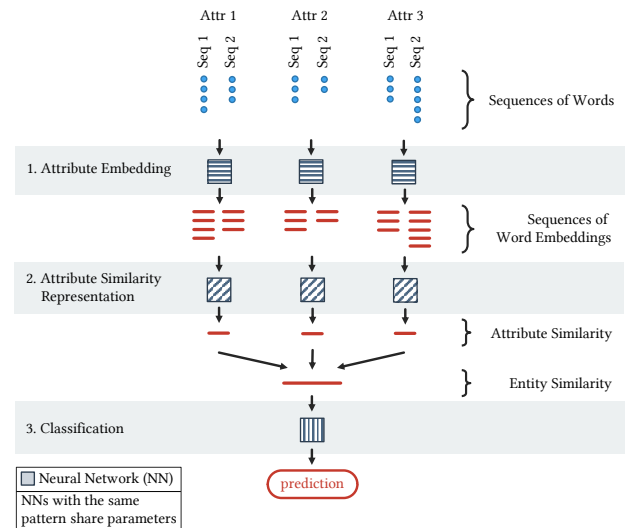 Attr 1 Attr 2 Attr 3
Seq 1 Seq 2 Seq 1 Seq 2 Seq 1 Seq 2
Sequences of Words
1. Attribute Embedding
Sequences of
Word Embeddings
2. Attribute Similarity
Representation
Attribute Similarity
Entity Similarity
3. Classification
Neural Network (NN)
NNs with the same
pattern share parameters
prediction